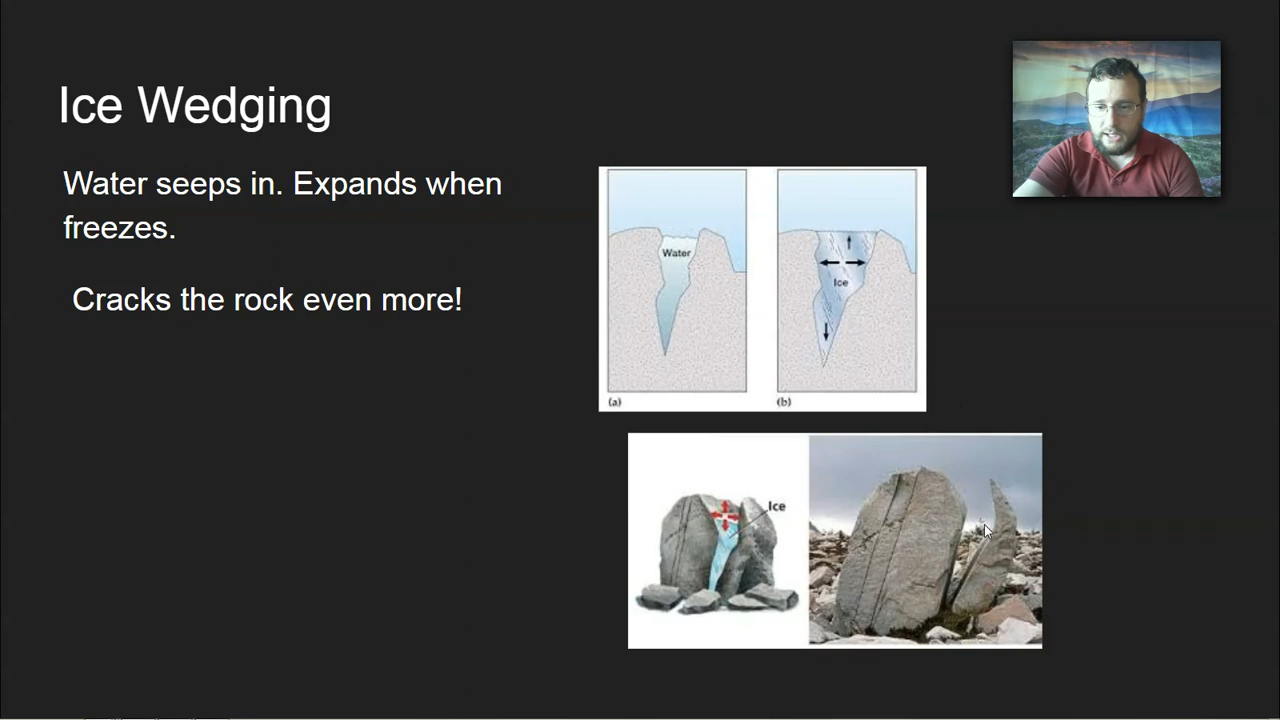 Ice Wedging
Water seeps in. Expands when
freezes.
Cracks the rock even more!
Water
Ice
(a)
(b)
Ice